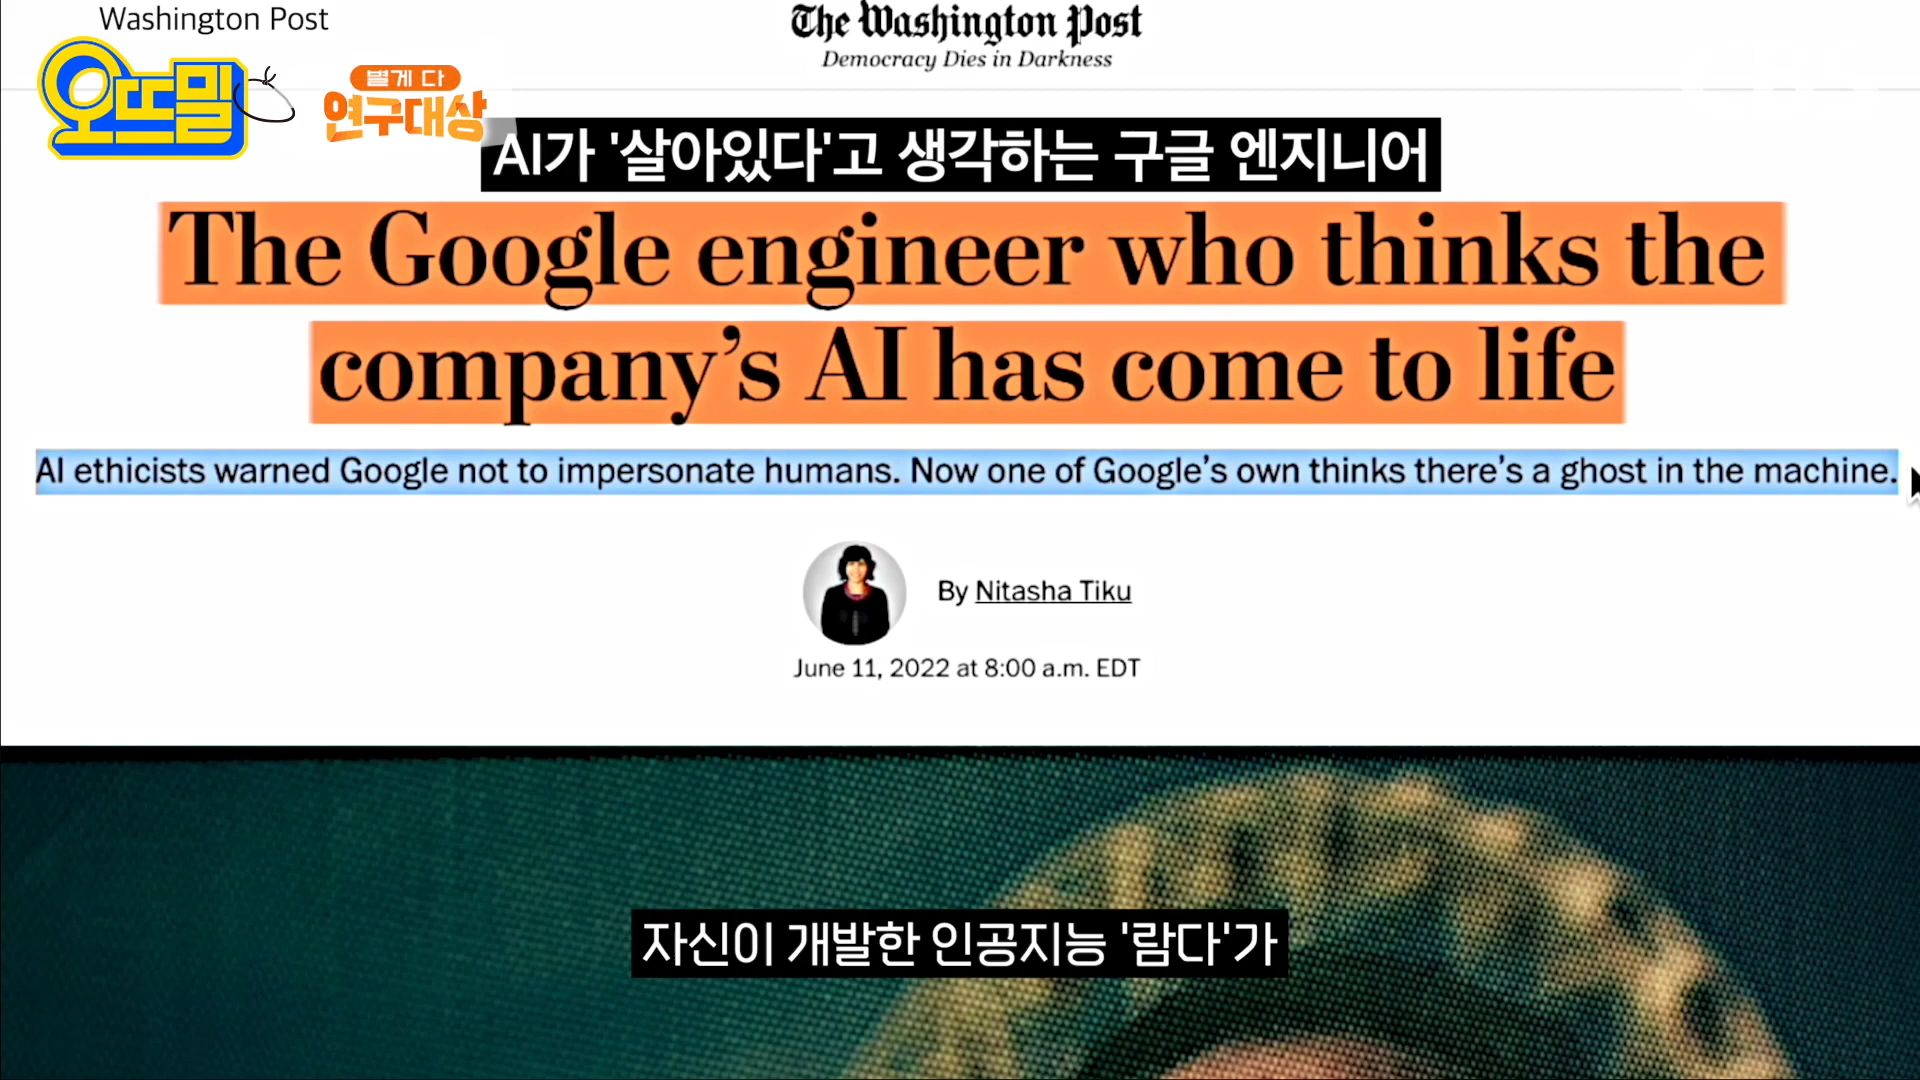 Washington Post
The Washington Post
Democracy Dies in Darkness
오뜨밀
별게 다
연구대상
AI가 '살아있다'고 생각하는 구글 엔지니어
The Google engineer who thinks the
company’s AI has come to life
AI ethicists warned Google not to impersonate humans. Now one of Google’s own thinks there’s a ghost in the machine.
By Nitasha Tiku
June 11, 2022 at 8:00 a.m. EDT
자신이 개발한 인공지능 '람다'가